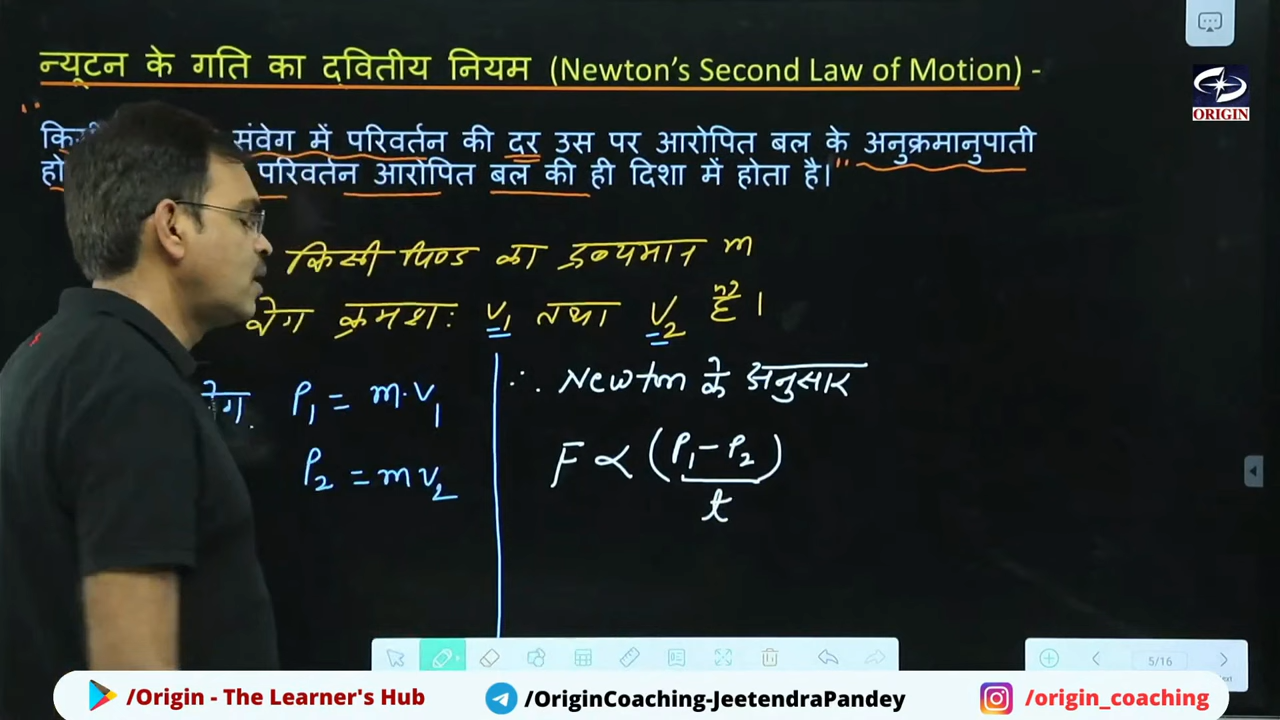 न्यूटन के गति का दवितीय नियम (Newton's Second Law of Motion) -
संवेग में परिवर्तन की दर उस पर आरोपित बल के अनुक्रमानुपाती
परिवर्तन आरोपित बल की ही दिशा में होता है।"
किसी पिण्ड का द्रव्यमान m
वेग क्रमशः V₁ तथा V₂ है।
P₁ = m.V₁
P₂ = mV₂
∴ Newton के अनुसार
F ∝ (P₁ - P₂)
t
ORIGIN
5/16
/Origin - The Learner's Hub
/OriginCoaching-JeetendraPandey
/origin_coaching